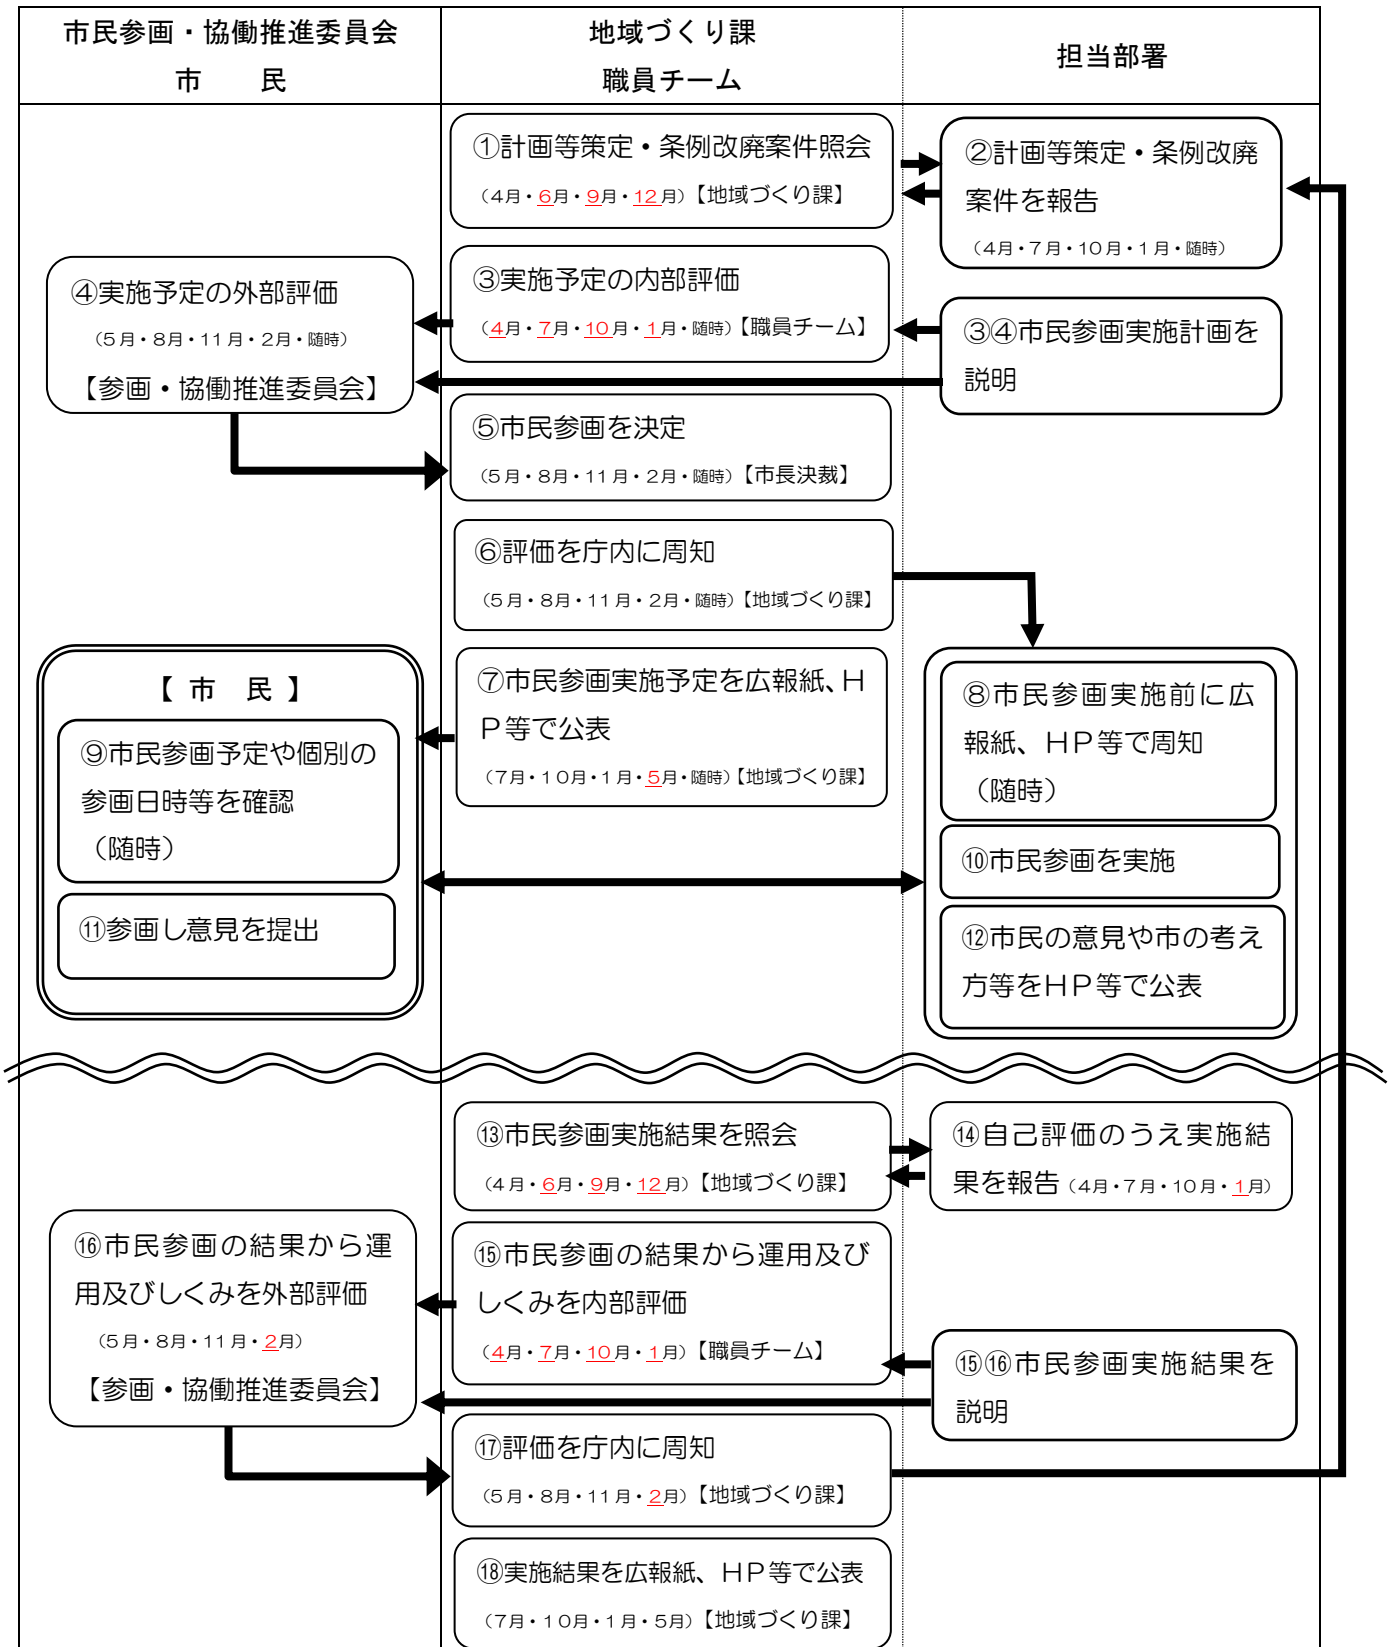 市民参画・協働推進委員会
市　　民
地域づくり課
職員チーム
担当部署
①計画等策定・条例改廃案件照会
（4月・6月・9月・12月）【地域づくり課】
②計画等策定・条例改廃
案件を報告
（4月・7月・10月・1月・随時）
③実施予定の内部評価
（4月・7月・10月・1月・随時）【職員チーム】
④実施予定の外部評価
（5月・8月・11月・2月・随時）
【参画・協働推進委員会】
③④市民参画実施計画を
説明
⑤市民参画を決定
（5月・8月・11月・2月・随時）【市長決裁】
⑥評価を庁内に周知
（5月・8月・11月・2月・随時）【地域づくり課】
⑦市民参画実施予定を広報紙、H
P等で公表
（7月・10月・1月・5月・随時）【地域づくり課】
⑧市民参画実施前に広
報紙、HP等で周知
（随時）
【 市　民 】
⑨市民参画予定や個別の
参画日時等を確認
（随時）
⑩市民参画を実施
⑪参画し意見を提出
⑫市民の意見や市の考え
方等をHP等で公表
⑬市民参画実施結果を照会
（4月・6月・9月・12月）【地域づくり課】
⑭自己評価のうえ実施結
果を報告（4月・7月・10月・1月）
⑮市民参画の結果から運用及び
しくみを内部評価
（4月・7月・10月・1月）【職員チーム】
⑯市民参画の結果から運
用及びしくみを外部評価
（5月・8月・11月・2月）
【参画・協働推進委員会】
⑮⑯市民参画実施結果を
説明
⑰評価を庁内に周知
（5月・8月・11月・2月）【地域づくり課】
⑱実施結果を広報紙、HP等で公表
（7月・10月・1月・5月）【地域づくり課】